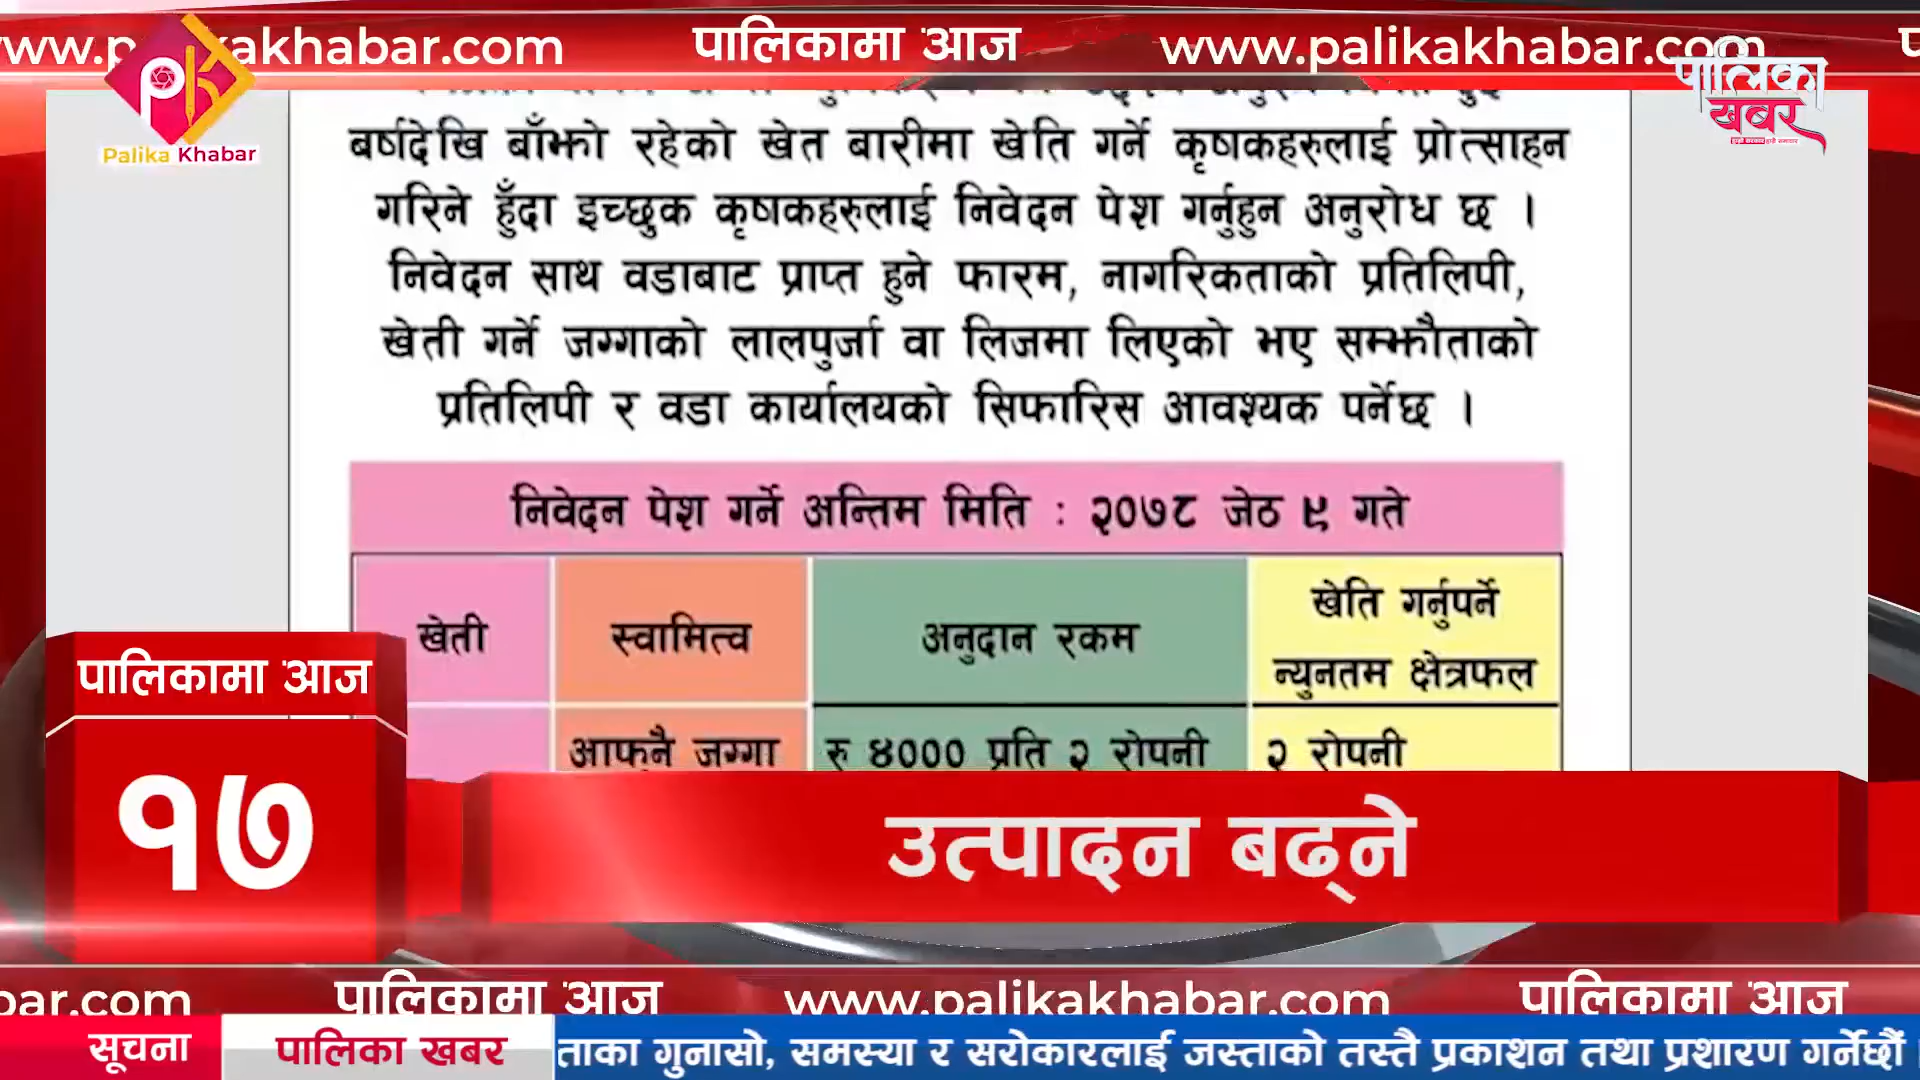 www.palikakhabar.com पालिकामा आज www.palikakhabar.com
Palika Khabar
पालिका
खबर
बर्षदेखि बाँझो रहेको खेत बारीमा खेति गर्ने कृषकहरुलाई प्रोत्साहन
गरिने हुँदा इच्छुक कृषकहरुलाई निवेदन पेश गर्नुहुन अनुरोध छ ।
निवेदन साथ वडाबाट प्राप्त हुने फारम, नागरिकताको प्रतिलिपी,
खेती गर्ने जग्गाको लालपुर्जा वा लिजमा लिएको भए सम्झौताको
प्रतिलिपी र वडा कार्यालयको सिफारिस आवश्यक पर्नेछ ।
निवेदन पेश गर्ने अन्तिम मिति : २०७८ जेठ ९ गते
खेती स्वामित्व अनुदान रकम खेति गर्नुपर्ने
न्युनतम क्षेत्रफल
आफ्नै जग्गा रु ४००० प्रति २ रोपनी २ रोपनी
पालिकामा आज
१७
उत्पादन बढ्ने
bar.com पालिकामा आज www.palikakhabar.com पालिकामा आज
सूचना पालिका खबर ताका गुनासो, समस्या र सरोकारलाई जस्ताको तस्तै प्रकाशन तथा प्रशारण गर्नेछौं